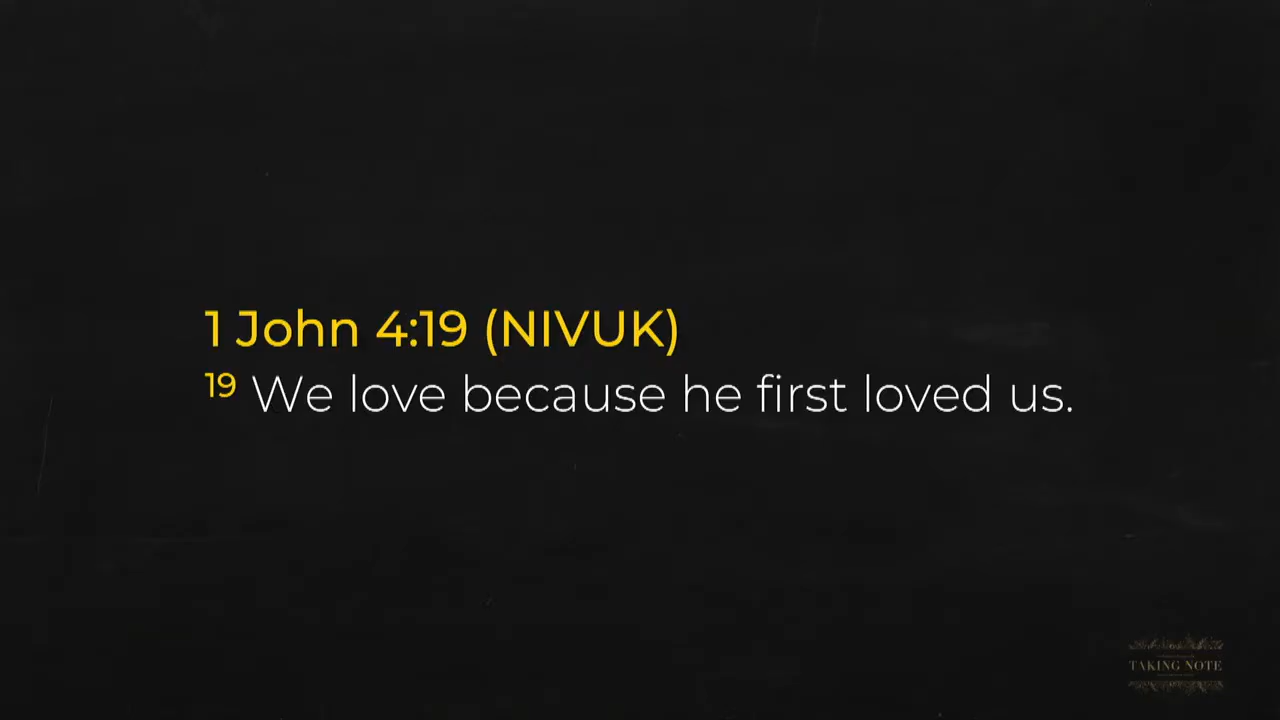 1 John 4:19 (NIVUK)
19 We love because he first loved us.
TAKING NOTE